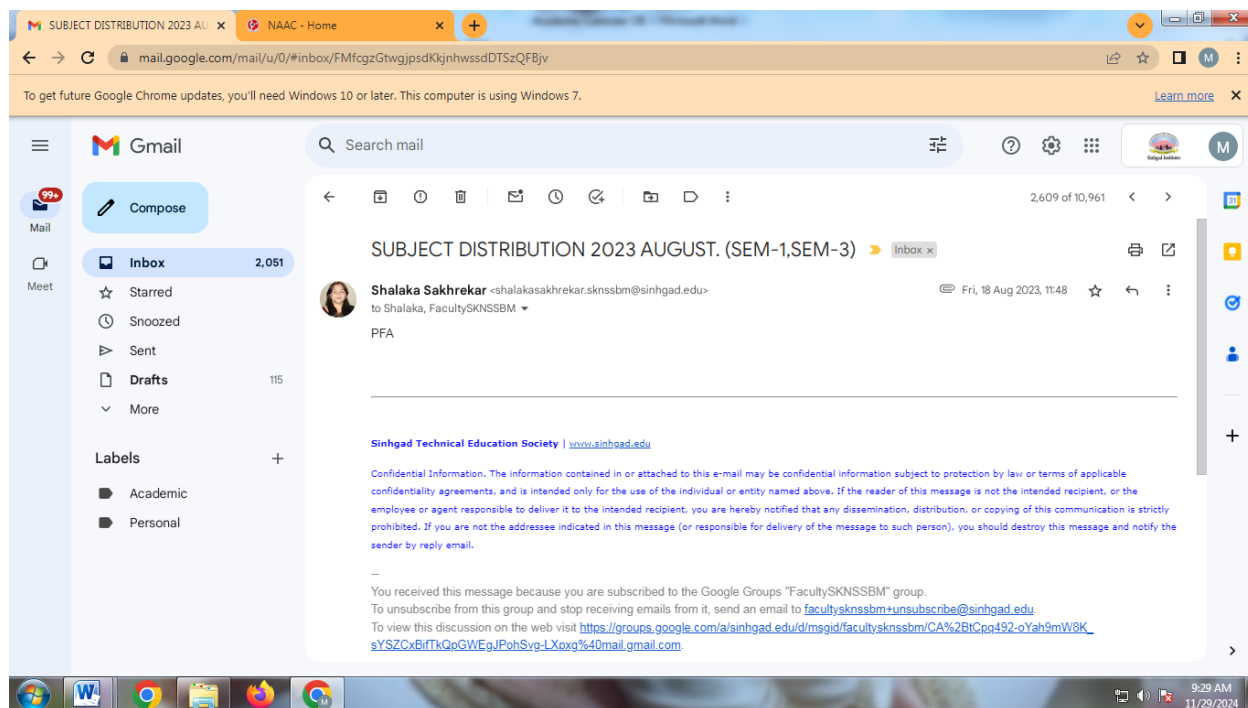 SUBJECT DISTRIBUTION 2023 AU
NAAC - Home
mail.google.com/mail/u/0/#inbox/FMfcgzGtwgjpsdKkjnhwssdDTSzQFBjv
M
To get future Google Chrome updates, you'll need Windows 10 or later. This computer is using Windows 7.
Learn more
Gmail
Search mail
Sinhgad Institutes
M
99+
Mail
Meet
Compose
2,609 of 10,961
31
Inbox 2,051
Starred
Snoozed
Sent
Drafts 115
More
Labels
Academic
Personal
SUBJECT DISTRIBUTION 2023 AUGUST. (SEM-1,SEM-3) Inbox ×
Shalaka Sakhrekar <shalakasakhrekar.sknssbm@sinhgad.edu> Fri, 18 Aug 2023, 11:48
to Shalaka, FacultySKNSSBM
PFA
Sinhgad Technical Education Society | www.sinhgad.edu
Confidential Information. The information contained in or attached to this e-mail may be confidential information subject to protection by law or terms of applicable
confidentiality agreements, and is intended only for the use of the individual or entity named above. If the reader of this message is not the intended recipient, or the
employee or agent responsible to deliver it to the intended recipient, you are hereby notified that any dissemination, distribution, or copying of this communication is strictly
prohibited. If you are not the addressee indicated in this message (or responsible for delivery of the message to such person), you should destroy this message and notify the
sender by reply email.
--
You received this message because you are subscribed to the Google Groups "FacultySKNSSBM" group.
To unsubscribe from this group and stop receiving emails from it, send an email to facultysknssbm+unsubscribe@sinhgad.edu.
To view this discussion on the web visit https://groups.google.com/a/sinhgad.edu/d/msgid/facultysknssbm/CA%2BtCpq492-oYah9mW8K_
sYSZCxBifTkQpGWEgJPohSvg-LXpxg%40mail.gmail.com.
9:29 AM
11/29/2024